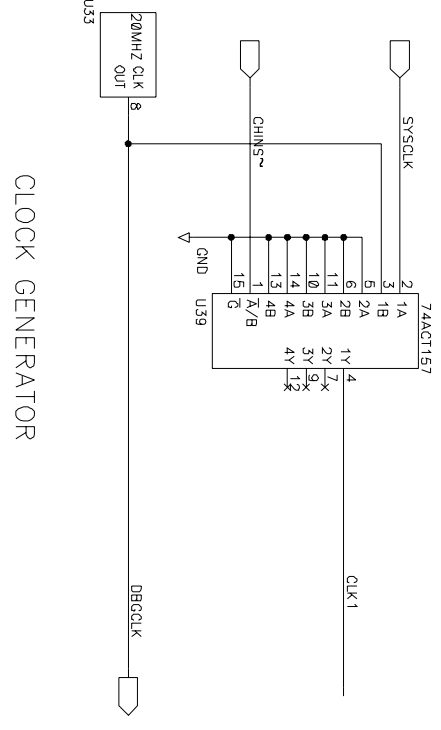 U33
20MHZ CLK
OUT
8
SYSCLK
CHINS~
GND
74ACT157
2 1A
3 1B
5 2A
6 2B
11 3A
10 3B
14 4A
13 4B
1 A/B
15 G
1Y 4
2Y 7
3Y 9
4Y 12
U39
CLK1
DBGCLK
CLOCK GENERATOR